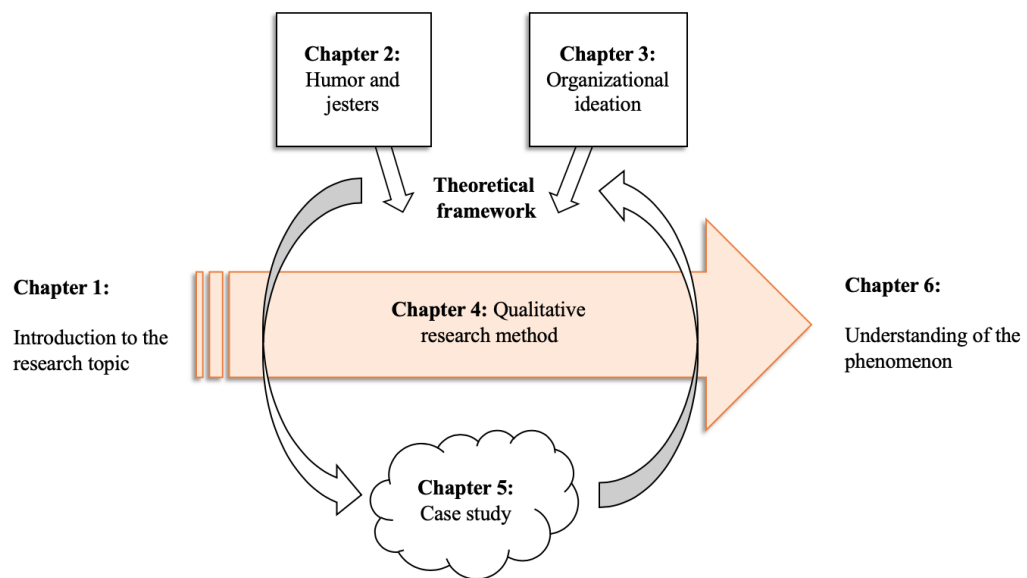 Chapter 2:
Humor and
jesters
Chapter 3:
Organizational
ideation
Theoretical
framework
Chapter 1:
Introduction to the
research topic
Chapter 4: Qualitative
research method
Chapter 6:
Understanding of the
phenomenon
Chapter 5:
Case study